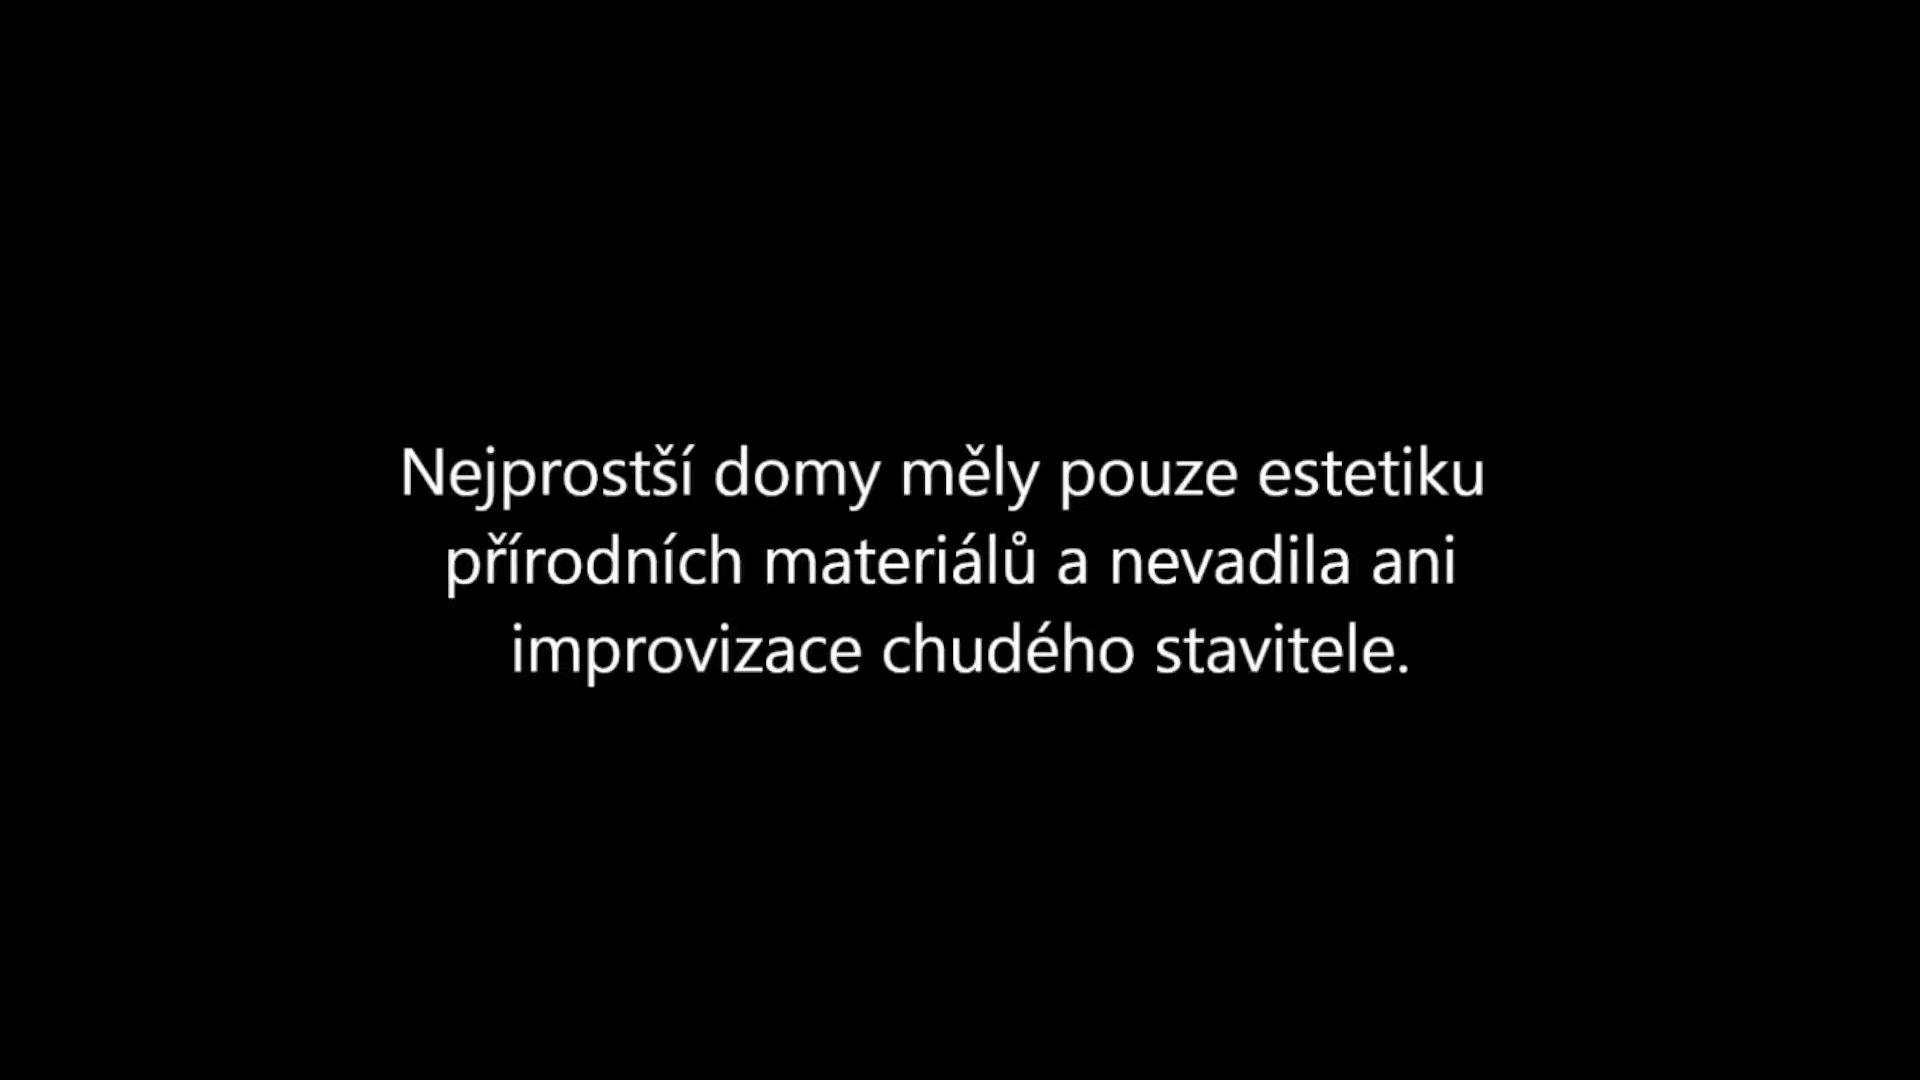 Nejprostší domy měly pouze estetiku
přírodních materiálů a nevadila ani
improvizace chudého stavitele.